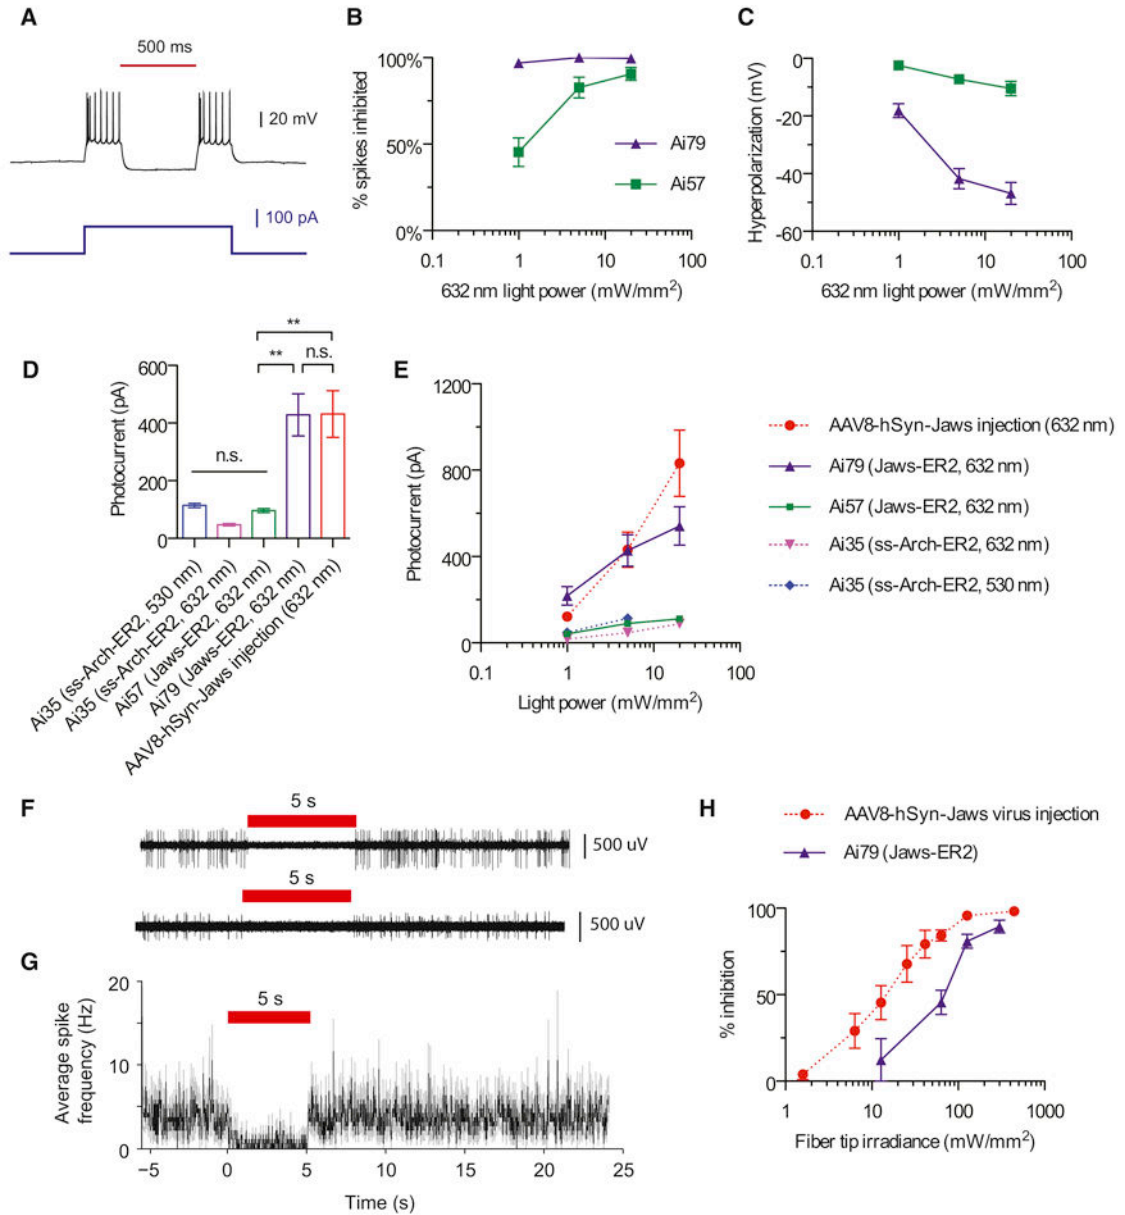 A
500 ms
20 mV
100 pA
B
% spikes inhibited
100%
50%
0%
Ai79
Ai57
0.1 1 10 100
632 nm light power (mW/mm²)
C
Hyperpolarization (mV)
0
-20
-40
-60
0.1 1 10 100
632 nm light power (mW/mm²)
D
Photocurrent (pA)
600
400
200
0
**
**
n.s.
n.s.
Ai35 (ss-Arch-ER2, 530 nm)
Ai35 (ss-Arch-ER2, 632 nm)
Ai57 (Jaws-ER2, 632 nm)
Ai79 (Jaws-ER2, 632 nm)
AAV8-hSyn-Jaws injection (632 nm)
E
Photocurrent (pA)
1200
800
400
0
0.1 1 10 100
Light power (mW/mm²)
AAV8-hSyn-Jaws injection (632 nm)
Ai79 (Jaws-ER2, 632 nm)
Ai57 (Jaws-ER2, 632 nm)
Ai35 (ss-Arch-ER2, 632 nm)
Ai35 (ss-Arch-ER2, 530 nm)
F
5 s
500 uV
5 s
500 uV
G
Average spike
frequency (Hz)
20
10
0
5 s
−5 0 5 10 15 20 25
Time (s)
H
AAV8-hSyn-Jaws virus injection
Ai79 (Jaws-ER2)
% inhibition
100
50
0
1 10 100 1000
Fiber tip irradiance (mW/mm²)